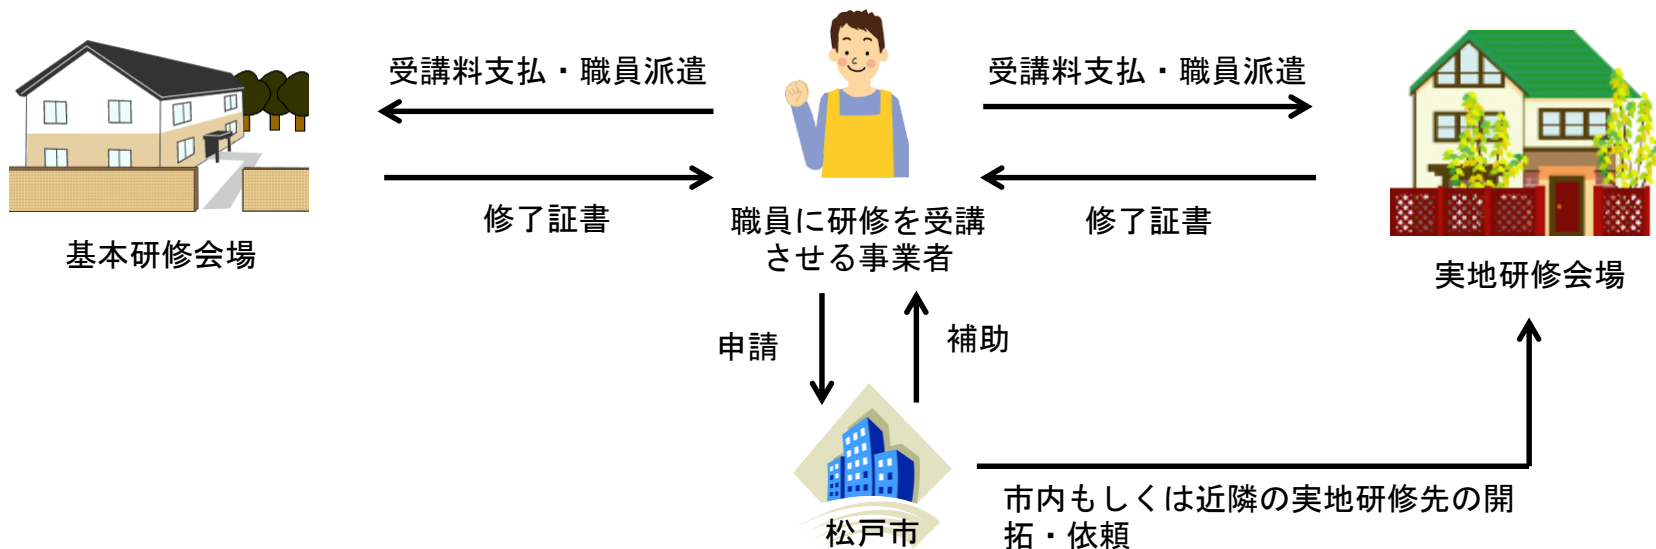 受講料支払・職員派遣
受講料支払・職員派遣
修了証書
職員に研修を受講
させる事業者
修了証書
基本研修会場
実地研修会場
申請
補助
松戸市
市内もしくは近隣の実地研修先の開
拓・依頼